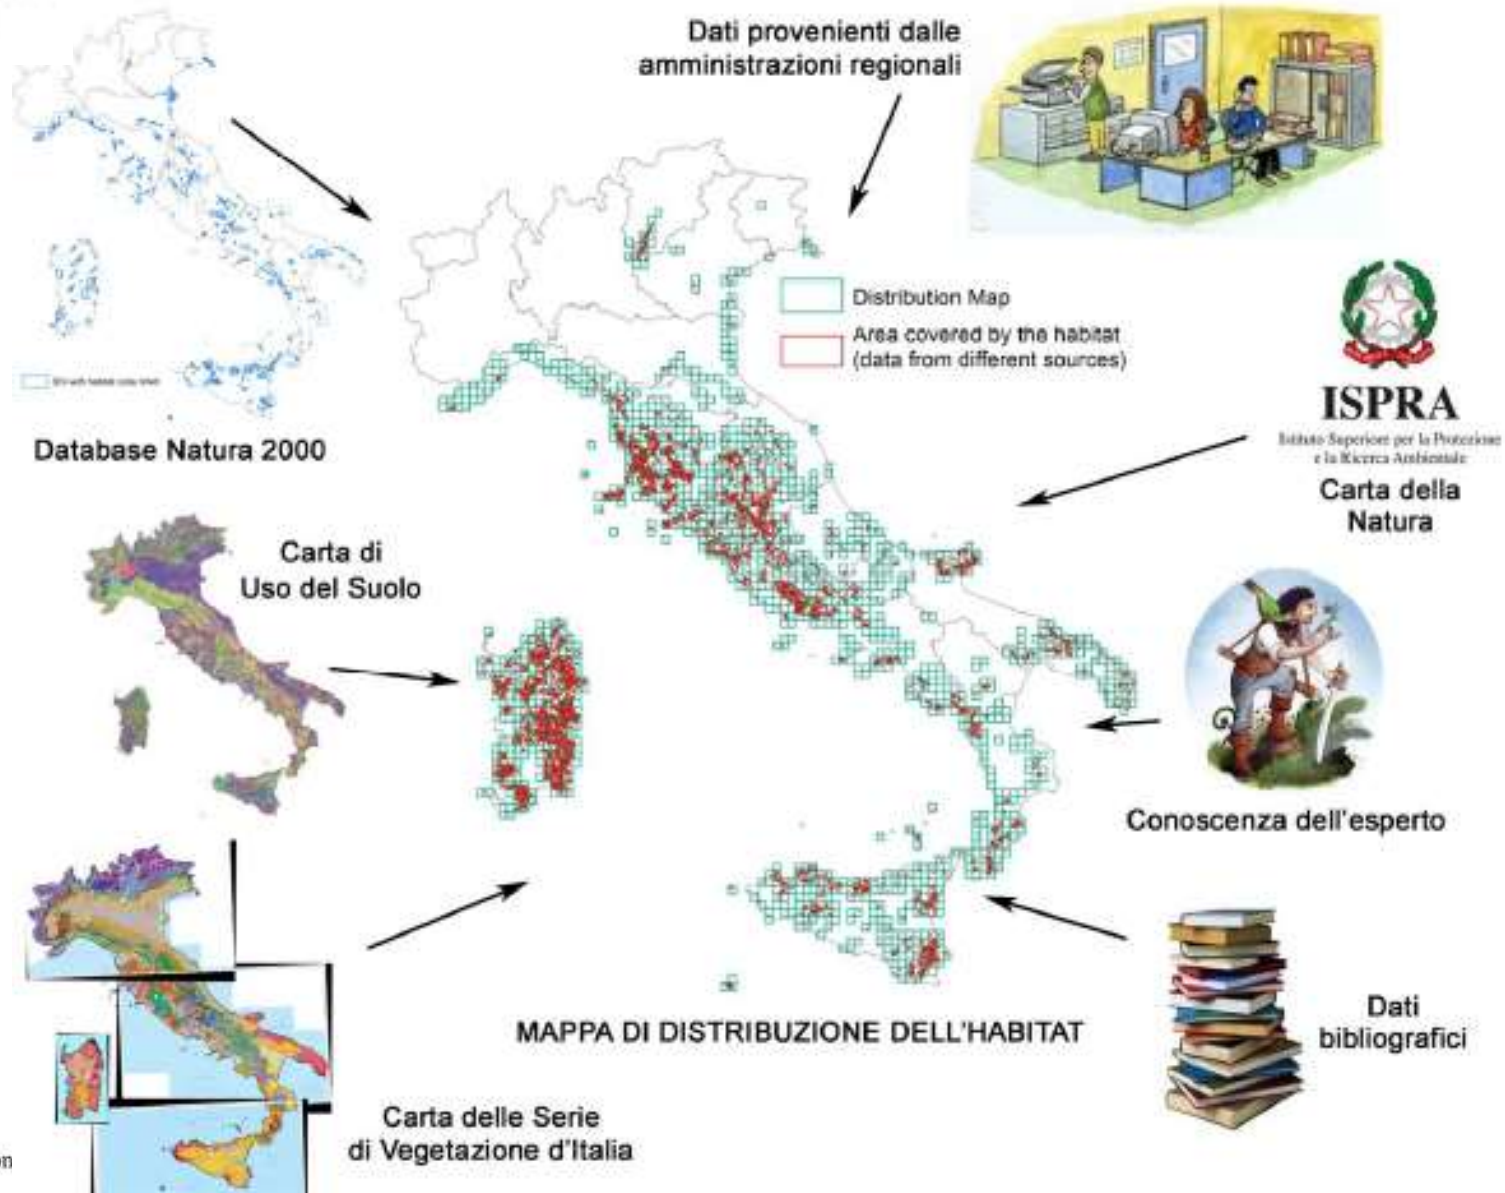 Dati provenienti dalle
amministrazioni regionali
Distribution Map
Area covered by the habitat
(data from different sources)
Database Natura 2000
ISPRA
Istituto Superiore per la Protezione
e la Ricerca Ambientale
Carta della
Natura
Carta di
Uso del Suolo
Conoscenza dell'esperto
MAPPA DI DISTRIBUZIONE DELL'HABITAT
Dati
bibliografici
Carta delle Serie
di Vegetazione d'Italia